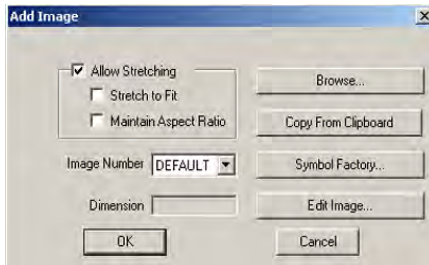 Add Image
Allow Stretching
Stretch to Fit
Maintain Aspect Ratio
Browse...
Copy From Clipboard
Image Number DEFAULT
Symbol Factory...
Dimension
Edit Image...
OK
Cancel